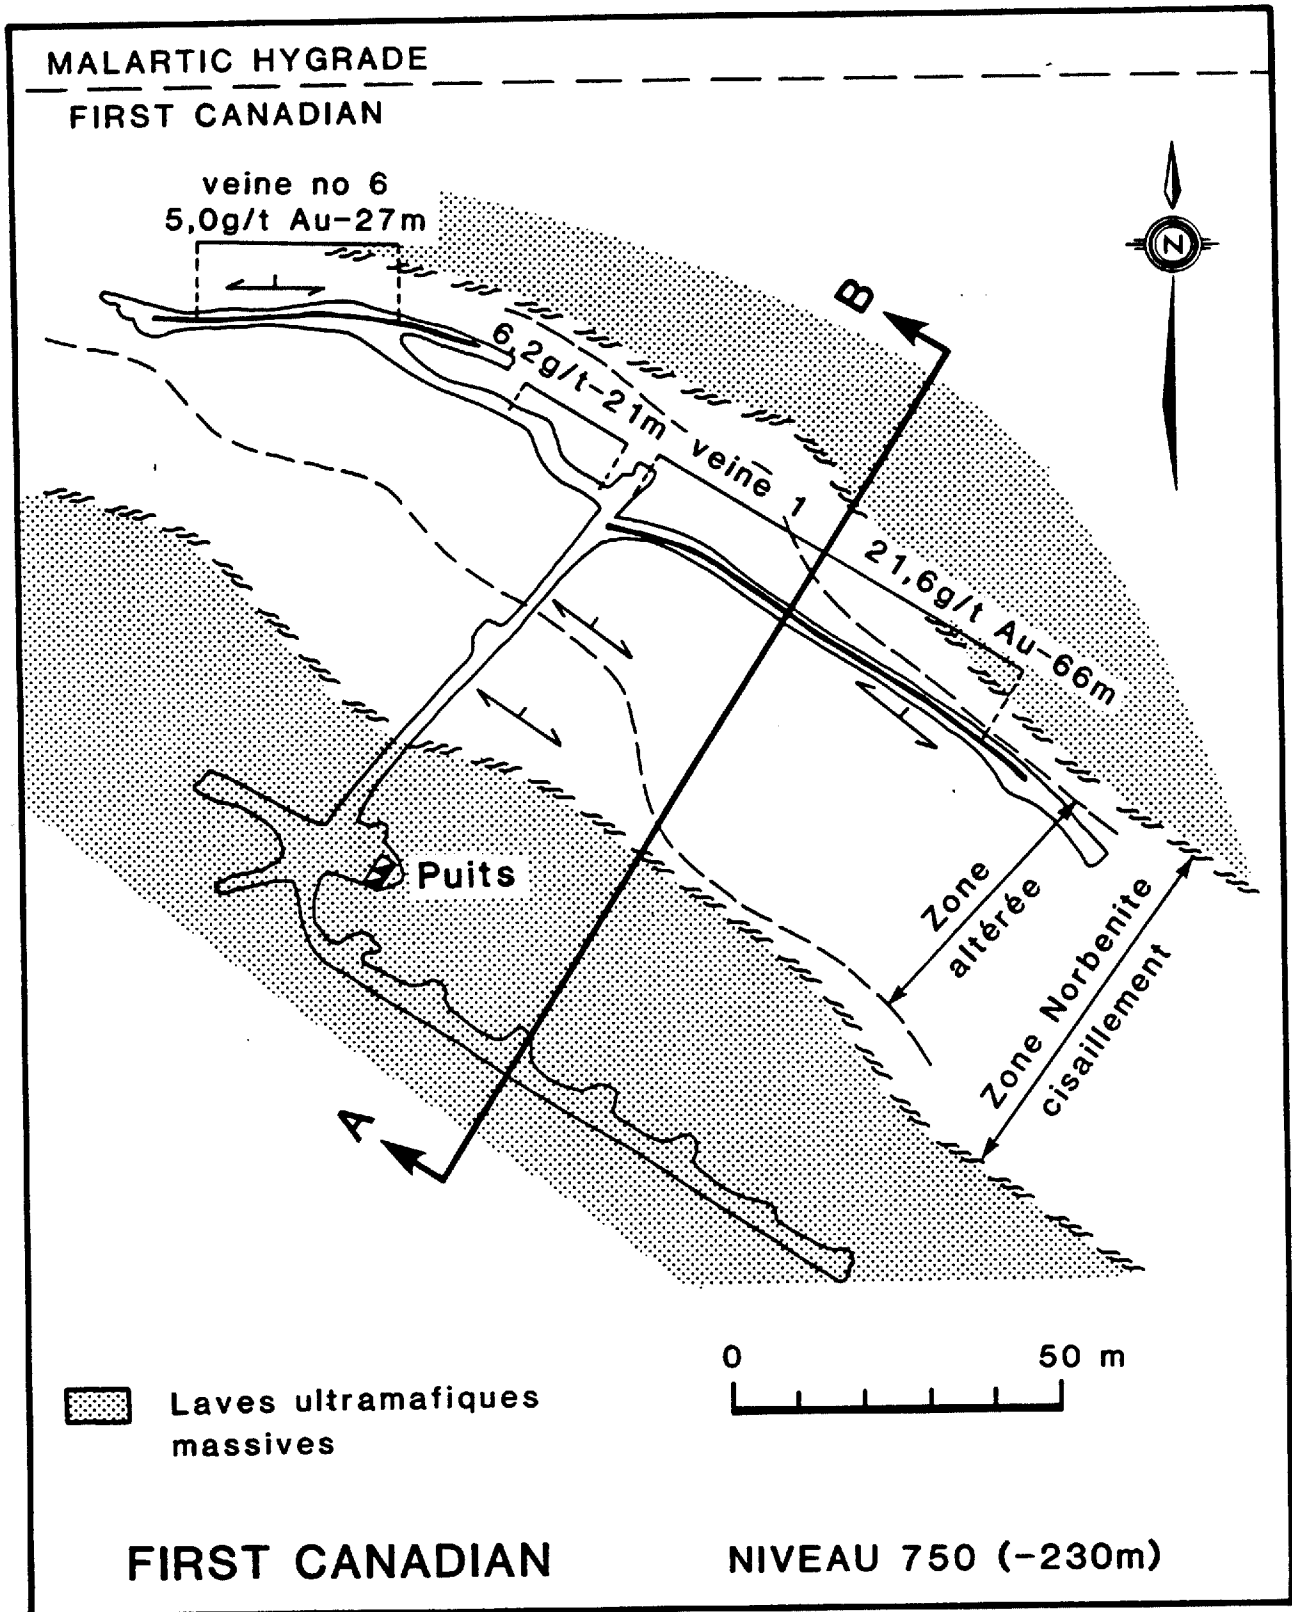 MALARTIC HYGRADE
FIRST CANADIAN
veine no 6
5,0g/t Au-27m
N
B
6,2g/t-21m veine 1
21,6g/t Au-66m
Puits
Zone
altérée
Zone Norbenite
cisaillement
A
0 50 m
Laves ultramafiques
massives
FIRST CANADIAN
NIVEAU 750 (-230m)